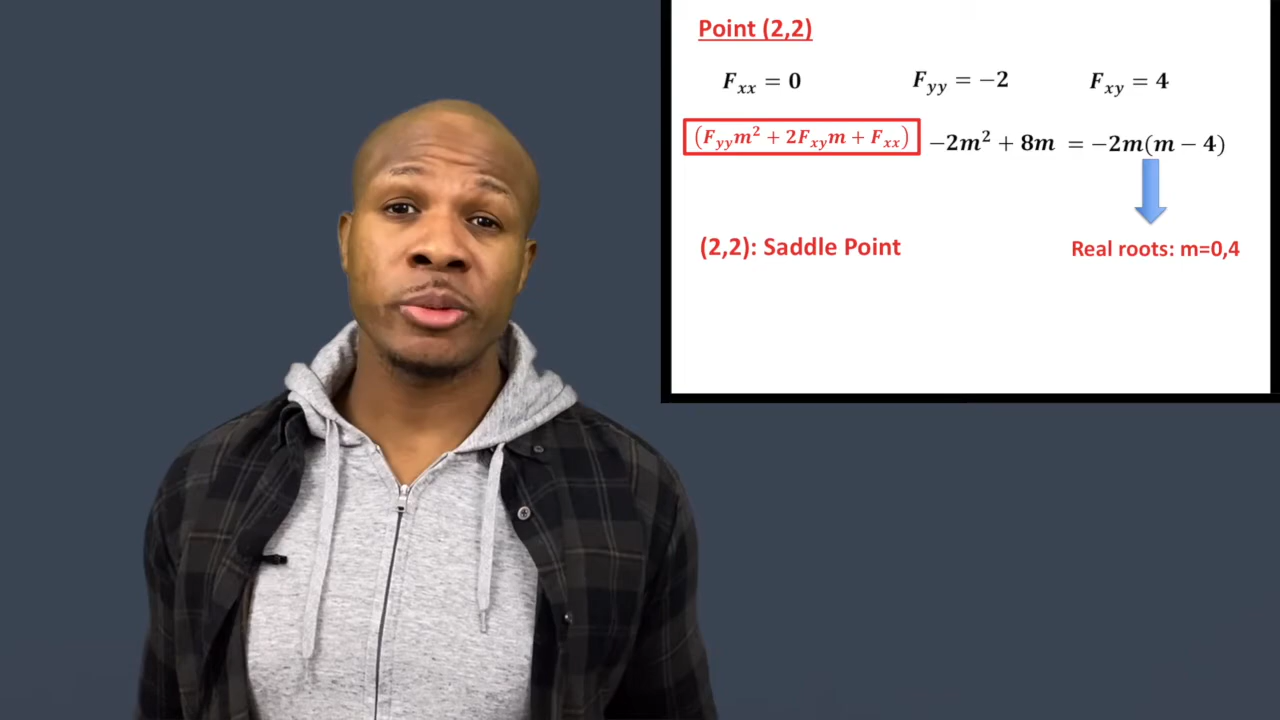 Point (2,2)
F_xx = 0 F_yy = −2 F_xy = 4
(F_yy m² + 2F_xy m + F_xx) −2m² + 8m = −2m(m − 4)
(2,2): Saddle Point Real roots: m=0,4